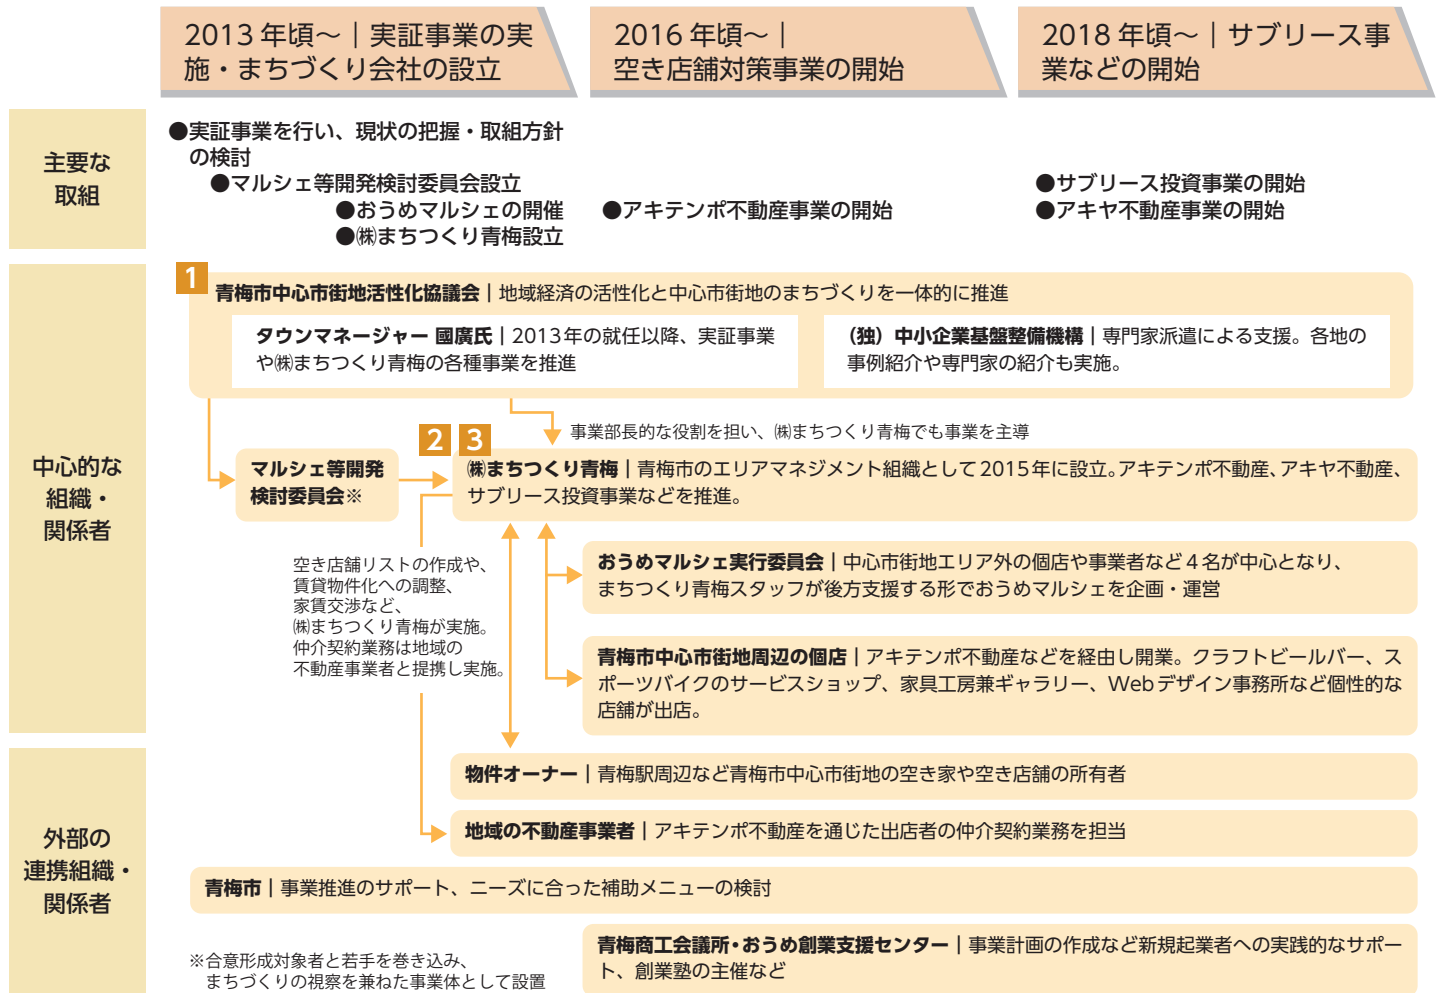 2013 年頃～｜実証事業の実
施・まちづくり会社の設立
2016 年頃～｜
空き店舗対策事業の開始
2018 年頃～｜サブリース事
業などの開始
主要な
取組
●実証事業を行い、現状の把握・取組方針
の検討
●マルシェ等開発検討委員会設立
●おうめマルシェの開催
●㈱まちつくり青梅設立
●アキテンポ不動産事業の開始
●サブリース投資事業の開始
●アキヤ不動産事業の開始
中心的な
組織・
関係者
1
青梅市中心市街地活性化協議会｜地域経済の活性化と中心市街地のまちづくりを一体的に推進
タウンマネージャー 國廣氏｜2013年の就任以降、実証事業
や㈱まちつくり青梅の各種事業を推進
（独）中小企業基盤整備機構｜専門家派遣による支援。各地の
事例紹介や専門家の紹介も実施。
事業部長的な役割を担い、㈱まちつくり青梅でも事業を主導
マルシェ等開発
検討委員会※
2 3
㈱まちつくり青梅｜青梅市のエリアマネジメント組織として2015年に設立。アキテンポ不動産、アキヤ不動産、
サブリース投資事業などを推進。
空き店舗リストの作成や、
賃貸物件化への調整、
家賃交渉など、
㈱まちつくり青梅が実施。
仲介契約業務は地域の
不動産事業者と提携し実施。
おうめマルシェ実行委員会｜中心市街地エリア外の個店や事業者など４名が中心となり、
まちつくり青梅スタッフが後方支援する形でおうめマルシェを企画・運営
青梅市中心市街地周辺の個店｜アキテンポ不動産などを経由し開業。クラフトビールバー、ス
ポーツバイクのサービスショップ、家具工房兼ギャラリー、Webデザイン事務所など個性的な
店舗が出店。
外部の
連携組織・
関係者
物件オーナー｜青梅駅周辺など青梅市中心市街地の空き家や空き店舗の所有者
地域の不動産事業者｜アキテンポ不動産を通じた出店者の仲介契約業務を担当
青梅市｜事業推進のサポート、ニーズに合った補助メニューの検討
青梅商工会議所・おうめ創業支援センター｜事業計画の作成など新規起業者への実践的なサポー
ト、創業塾の主催など
※合意形成対象者と若手を巻き込み、
まちづくりの視察を兼ねた事業体として設置